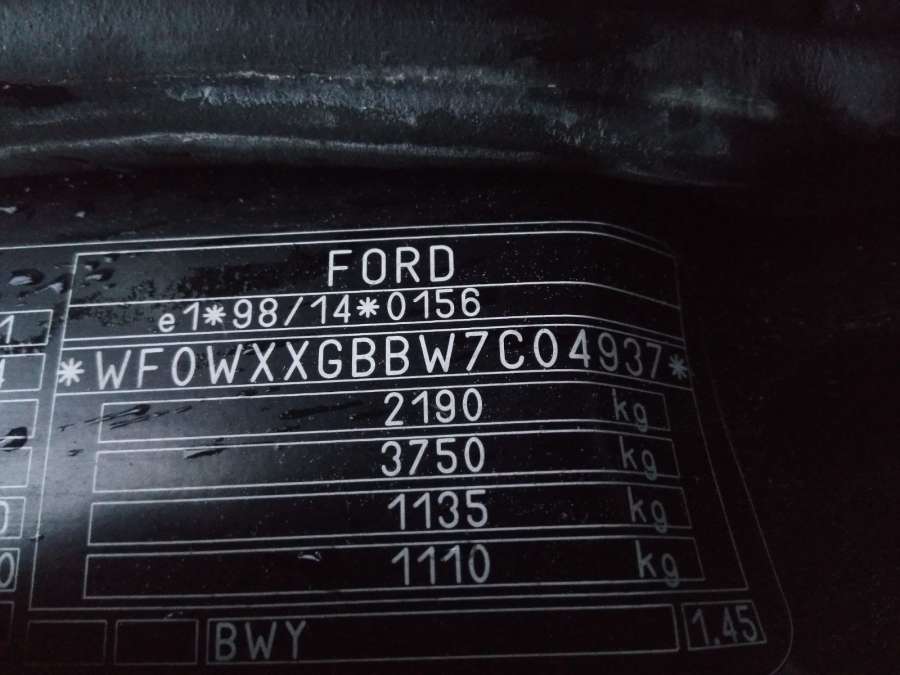 FORD
e1*98/14*0156
*WF0WXXGBBW7C04937*
2190 kg
3750 kg
1135 kg
1110 kg
BWY 1.45